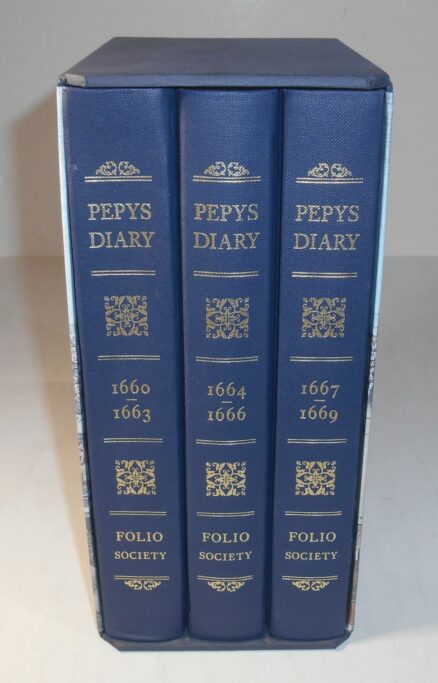 PEPYS
DIARY
1660
–
1663
FOLIO
SOCIETY
PEPYS
DIARY
1664
–
1666
FOLIO
SOCIETY
PEPYS
DIARY
1667
–
1669
FOLIO
SOCIETY